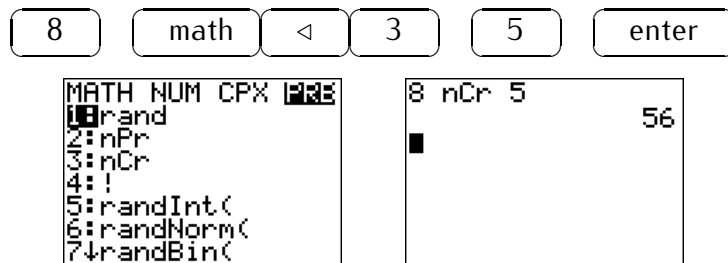 8 math ◁ 3 5 enter
MATH NUM CPX PRB
1:rand
2:nPr
3:nCr
4:!
5:randInt(
6:randNorm(
7↓randBin(
8 nCr 5
56